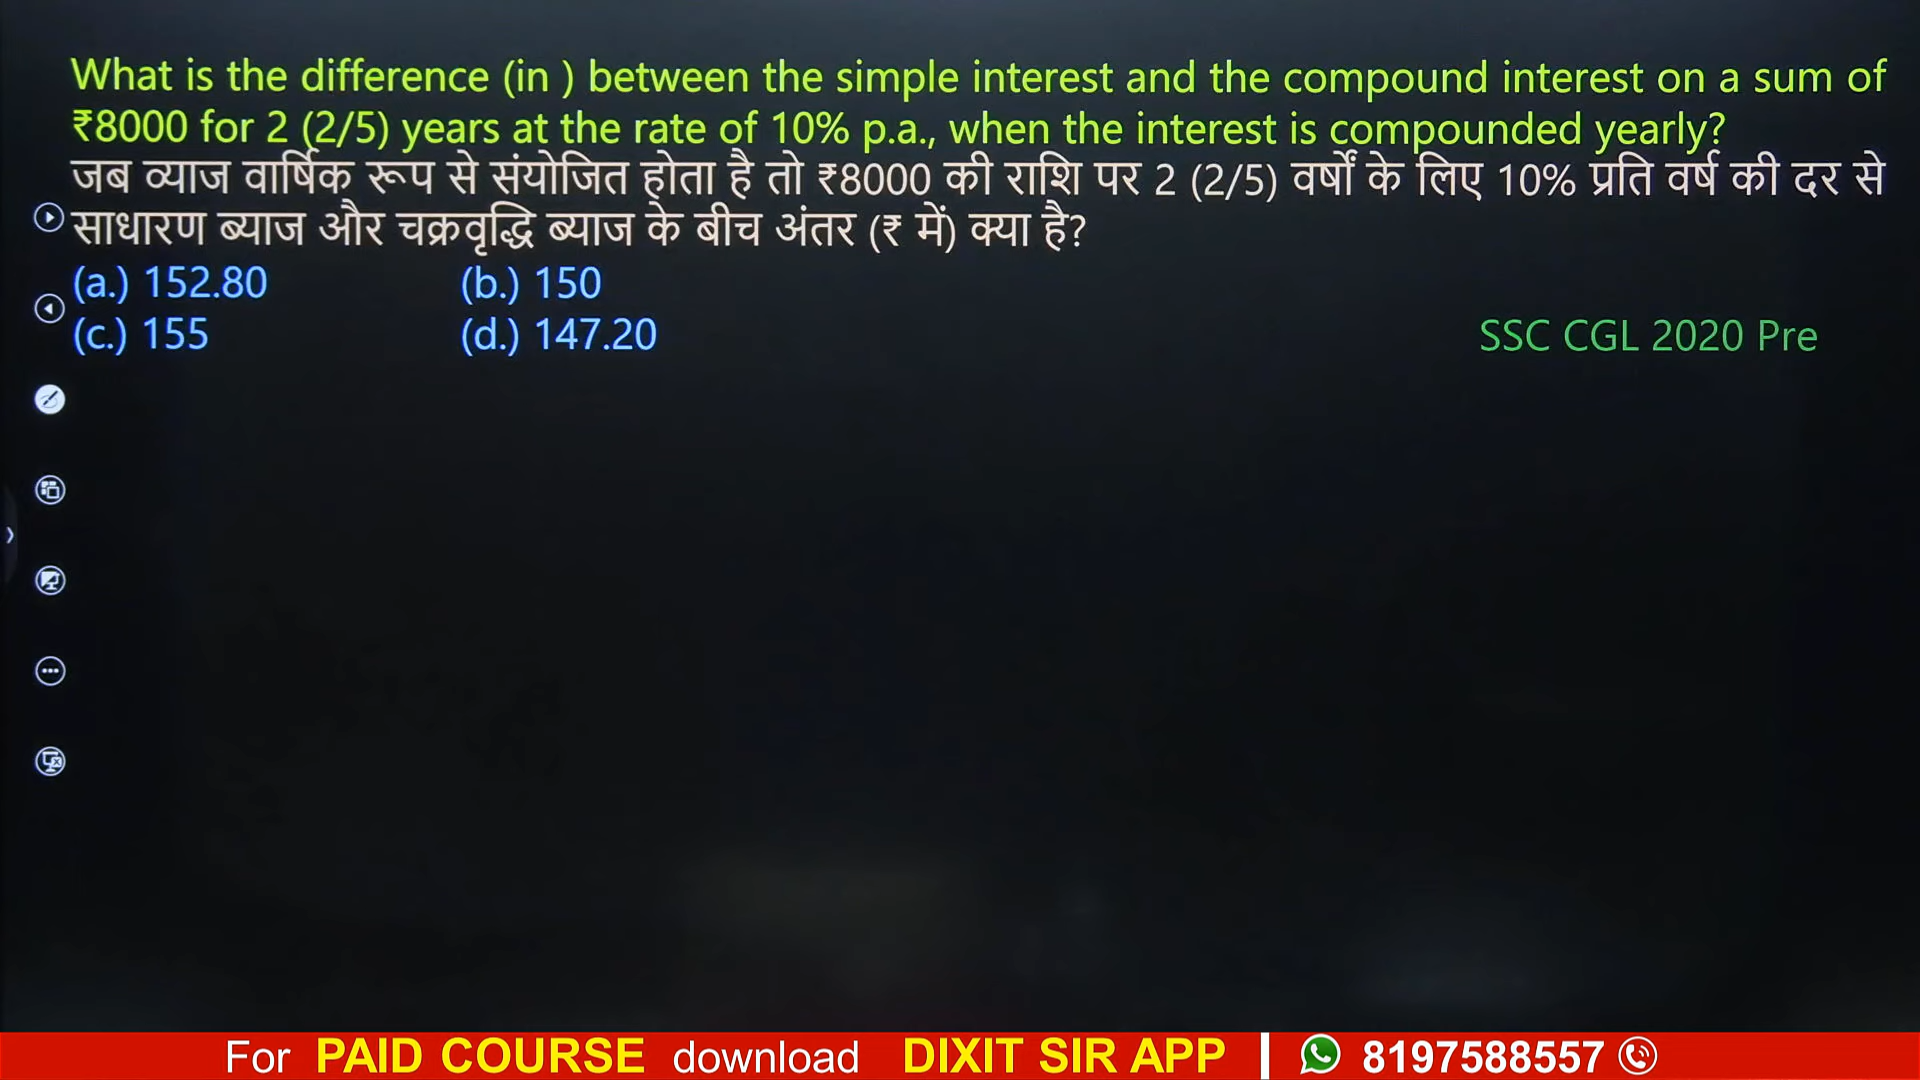 What is the difference (in ) between the simple interest and the compound interest on a sum of
₹8000 for 2 (2/5) years at the rate of 10% p.a., when the interest is compounded yearly?
जब व्याज वार्षिक रूप से संयोजित होता है तो ₹8000 की राशि पर 2 (2/5) वर्षों के लिए 10% प्रति वर्ष की दर से
साधारण ब्याज और चक्रवृद्धि ब्याज के बीच अंतर (₹ में) क्या है?
(a.) 152.80 (b.) 150
(c.) 155 (d.) 147.20 SSC CGL 2020 Pre
For PAID COURSE download DIXIT SIR APP | 8197588557